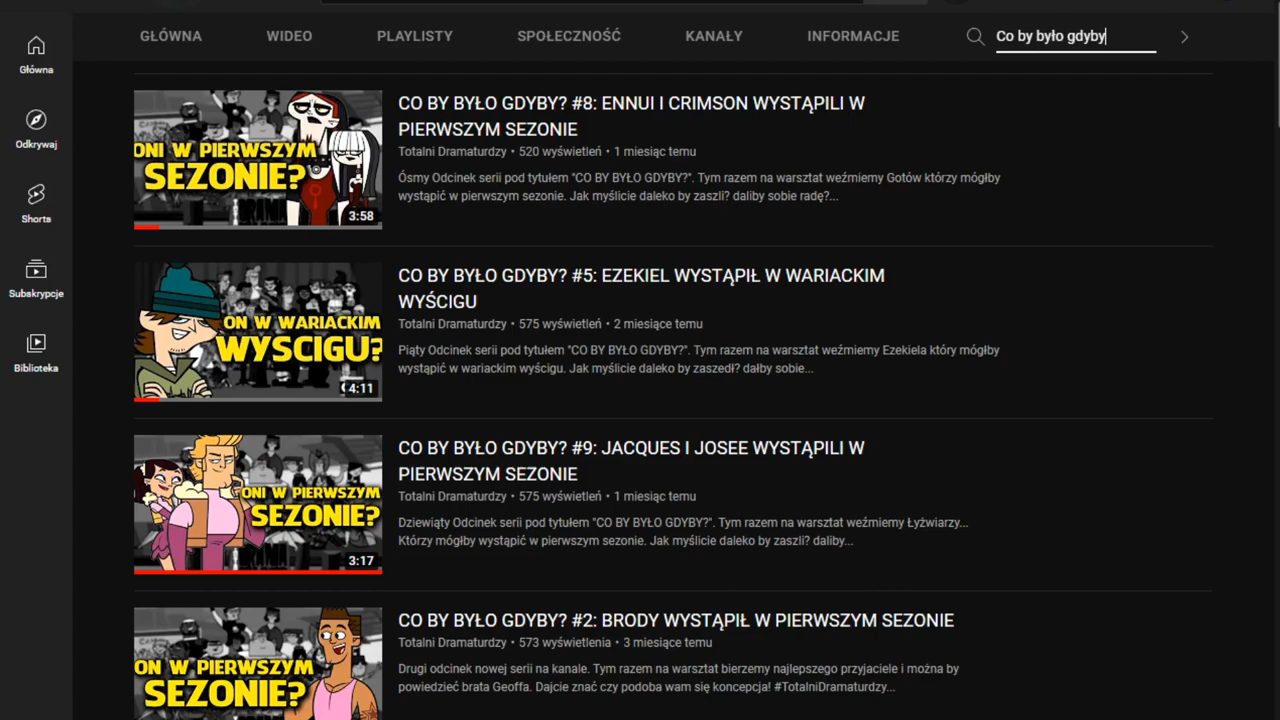 GŁÓWNA WIDEO PLAYLISTY SPOŁECZNOŚĆ KANAŁY INFORMACJE Co by było gdyby
Główna
Odkrywaj
Shorts
Subskrypcje
Biblioteka
ONI W PIERWSZYM
SEZONIE?
3:58
CO BY BYŁO GDYBY? #8: ENNUI I CRIMSON WYSTĄPILI W
PIERWSZYM SEZONIE
Totalni Dramaturdzy • 520 wyświetleń • 1 miesiąc temu
Ósmy Odcinek serii pod tytułem "CO BY BYŁO GDYBY?". Tym razem na warsztat weźmiemy Gotów którzy mógłby
wystąpić w pierwszym sezonie. Jak myślicie daleko by zaszli? daliby sobie radę?...
ON W WARIACKIM
WYSCIGU?
4:11
CO BY BYŁO GDYBY? #5: EZEKIEL WYSTĄPIŁ W WARIACKIM
WYŚCIGU
Totalni Dramaturdzy • 575 wyświetleń • 2 miesiące temu
Piąty Odcinek serii pod tytułem "CO BY BYŁO GDYBY?". Tym razem na warsztat weźmiemy Ezekiela który mógłby
wystąpić w wariackim wyścigu. Jak myślicie daleko by zaszedł? dałby sobie...
ONI W PIERWSZYM
SEZONIE?
3:17
CO BY BYŁO GDYBY? #9: JACQUES I JOSEE WYSTĄPILI W
PIERWSZYM SEZONIE
Totalni Dramaturdzy • 575 wyświetleń • 1 miesiąc temu
Dziewiąty Odcinek serii pod tytułem "CO BY BYŁO GDYBY?". Tym razem na warsztat weźmiemy Łyżwiarzy...
Którzy mógłby wystąpić w pierwszym sezonie. Jak myślicie daleko by zaszli? daliby...
ON W PIERWSZYM
SEZONIE?
CO BY BYŁO GDYBY? #2: BRODY WYSTĄPIŁ W PIERWSZYM SEZONIE
Totalni Dramaturdzy • 573 wyświetlenia • 3 miesiące temu
Drugi odcinek nowej serii na kanale. Tym razem na warsztat bierzemy najlepszego przyjaciele i można by
powiedzieć brata Geoffa. Dajcie znać czy podoba wam się koncepcja! #TotalniDramaturdzy...